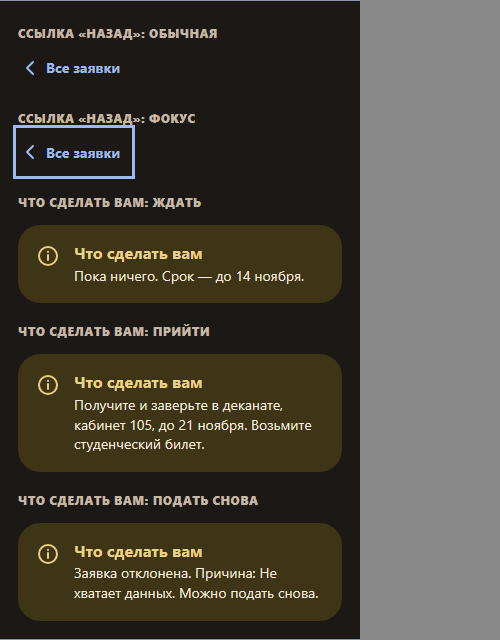 ССЫЛКА «НАЗАД»: ОБЫЧНАЯ
Все заявки
ССЫЛКА «НАЗАД»: ФОКУС
Все заявки
ЧТО СДЕЛАТЬ ВАМ: ЖДАТЬ
Что сделать вам
Пока ничего. Срок — до 14 ноября.
ЧТО СДЕЛАТЬ ВАМ: ПРИЙТИ
Что сделать вам
Получите и заверьте в деканате,
кабинет 105, до 21 ноября. Возьмите
студенческий билет.
ЧТО СДЕЛАТЬ ВАМ: ПОДАТЬ СНОВА
Что сделать вам
Заявка отклонена. Причина: Не
хватает данных. Можно подать снова.